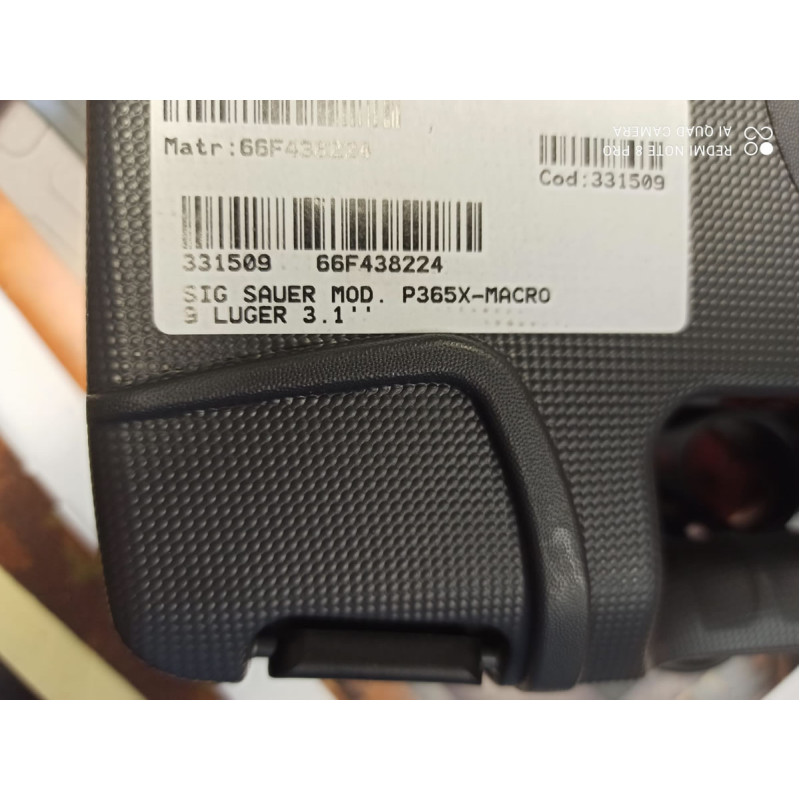 Matr:66F438224
Cod:331509
331509 66F438224
SIG SAUER MOD. P365X-MACRO
9 LUGER 3.1''
REDMI NOTE 8 PRO
AI QUAD CAMERA